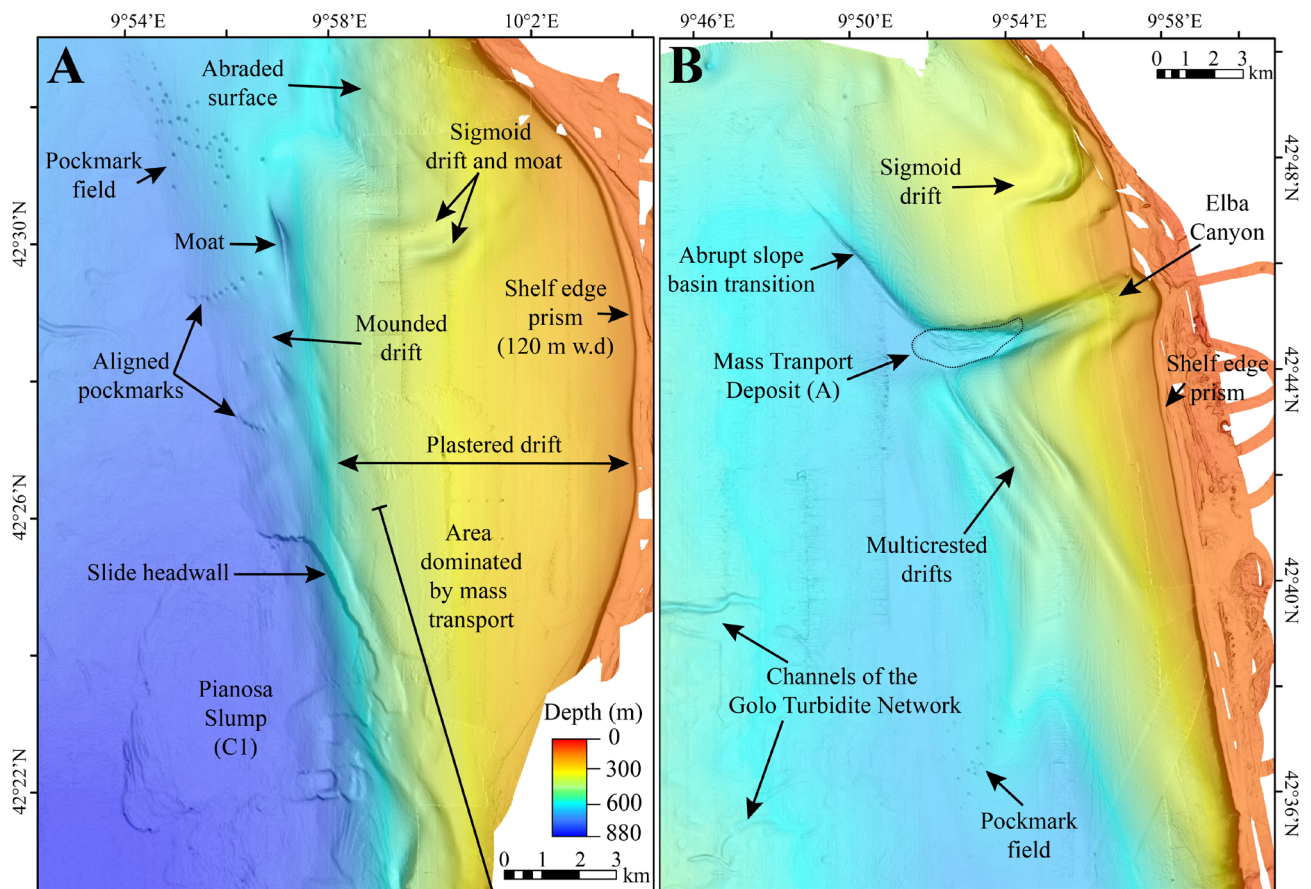 9°54'E
9°58'E
10°2'E
9°46'E
9°50'E
9°54'E
9°58'E
A
Abraded
surface
Sigmoid
drift and moat
Pockmark
field
Moat
42°30'N
Shelf edge
prism
(120 m w.d)
Mounded
drift
Aligned
pockmarks
Plastered drift
42°26'N
Area
dominated
by mass
transport
Slide headwall
Pianosa
Slump
(C1)
Depth (m)
0
300
600
880
42°22'N
0 1 2 3
km
B
0 1 2 3
km
Sigmoid
drift
42°48'N
Elba
Canyon
Abrupt slope
basin transition
Mass Tranport
Deposit (A)
42°44'N
Shelf edge
prism
Multicrested
drifts
42°40'N
Channels of the
Golo Turbidite Network
42°36'N
Pockmark
field